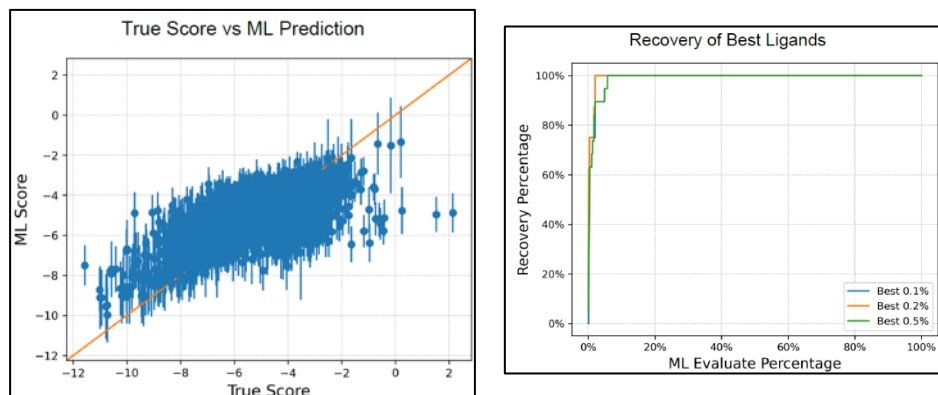 True Score vs ML Prediction
2
0
−2
−4
−6
−8
−10
−12
ML Score
−12 −10 −8 −6 −4 −2 0 2
True Score
Recovery of Best Ligands
100%
80%
60%
40%
20%
0%
Recovery Percentage
Best 0.1%
Best 0.2%
Best 0.5%
0% 20% 40% 60% 80% 100%
ML Evaluate Percentage